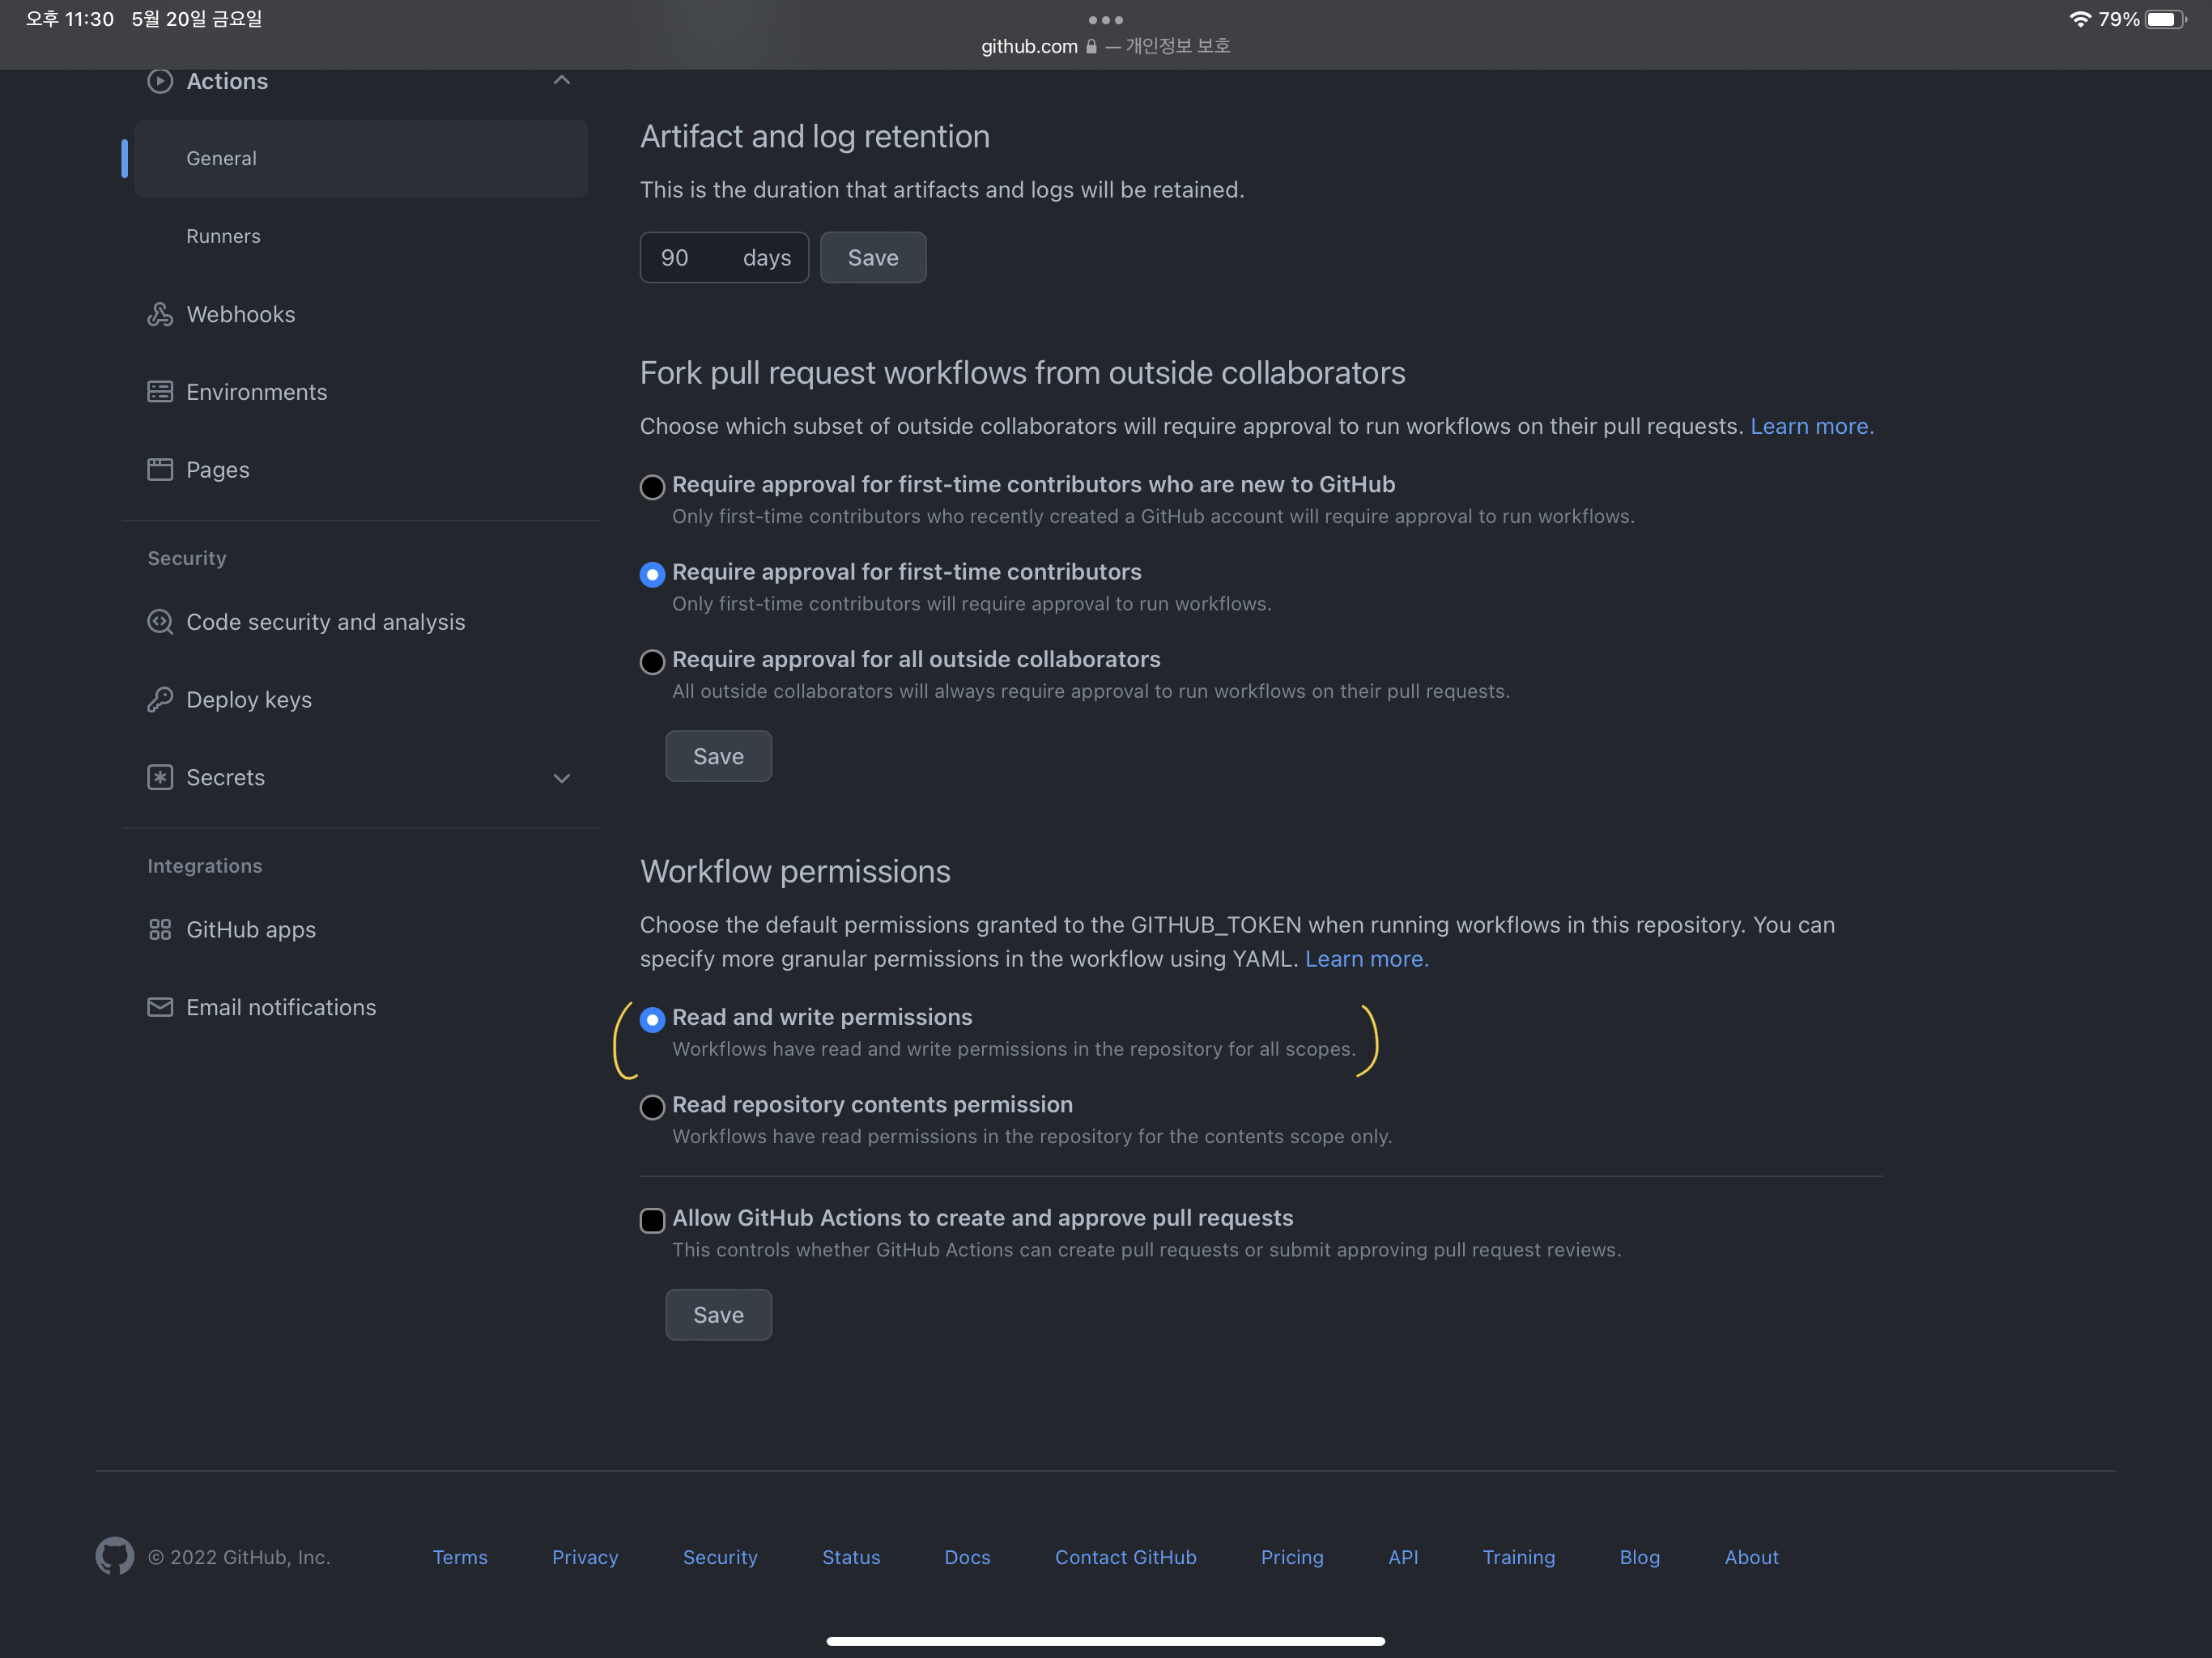 오후 11:30 5월 20일 금요일
79%
github.com — 개인정보 보호
Actions
General
Runners
Webhooks
Environments
Pages
Security
Code security and analysis
Deploy keys
Secrets
Integrations
GitHub apps
Email notifications
Artifact and log retention
This is the duration that artifacts and logs will be retained.
90 days Save
Fork pull request workflows from outside collaborators
Choose which subset of outside collaborators will require approval to run workflows on their pull requests. Learn more.
Require approval for first-time contributors who are new to GitHub
Only first-time contributors who recently created a GitHub account will require approval to run workflows.
Require approval for first-time contributors
Only first-time contributors will require approval to run workflows.
Require approval for all outside collaborators
All outside collaborators will always require approval to run workflows on their pull requests.
Save
Workflow permissions
Choose the default permissions granted to the GITHUB_TOKEN when running workflows in this repository. You can
specify more granular permissions in the workflow using YAML. Learn more.
Read and write permissions
Workflows have read and write permissions in the repository for all scopes.
Read repository contents permission
Workflows have read permissions in the repository for the contents scope only.
Allow GitHub Actions to create and approve pull requests
This controls whether GitHub Actions can create pull requests or submit approving pull request reviews.
Save
© 2022 GitHub, Inc. Terms Privacy Security Status Docs Contact GitHub Pricing API Training Blog About